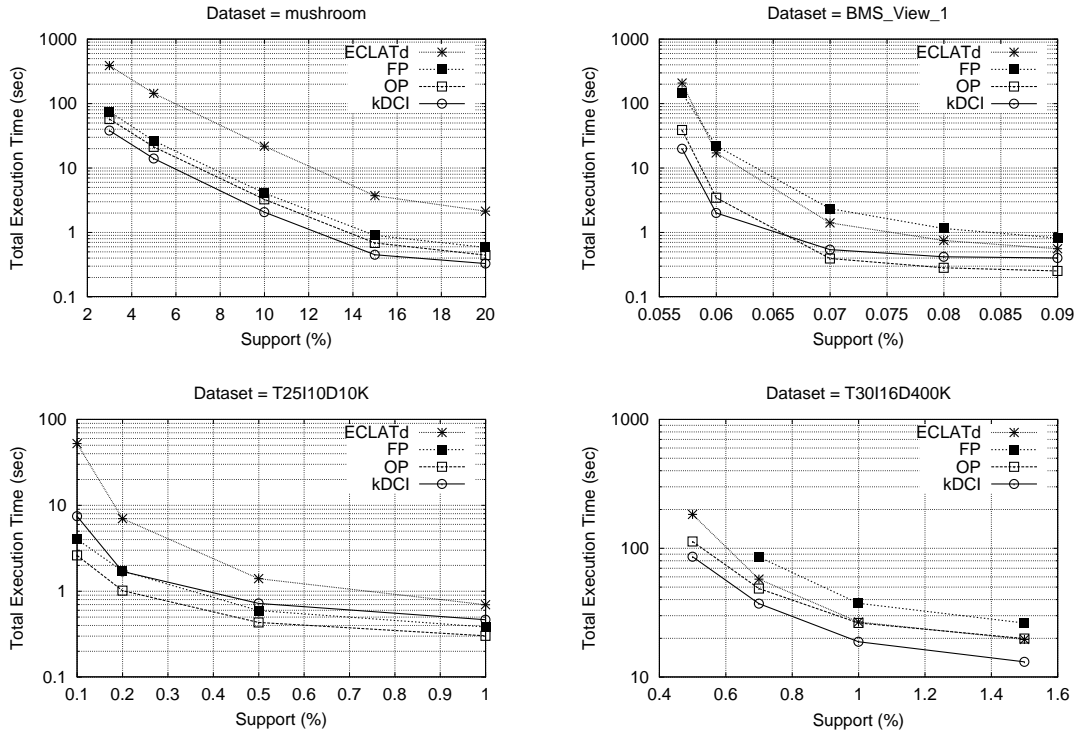 Dataset = mushroom
Total Execution Time (sec)
1000
100
10
1
0.1
ECLATd
FP
OP
kDCI
2 4 6 8 10 12 14 16 18 20
Support (%)
Dataset = BMS_View_1
Total Execution Time (sec)
1000
100
10
1
0.1
ECLATd
FP
OP
kDCI
0.055 0.06 0.065 0.07 0.075 0.08 0.085 0.09
Support (%)
Dataset = T25I10D10K
Total Execution Time (sec)
100
10
1
0.1
ECLATd
FP
OP
kDCI
0.1 0.2 0.3 0.4 0.5 0.6 0.7 0.8 0.9 1
Support (%)
Dataset = T30I16D400K
Total Execution Time (sec)
1000
100
10
ECLATd
FP
OP
kDCI
0.4 0.6 0.8 1 1.2 1.4 1.6
Support (%)